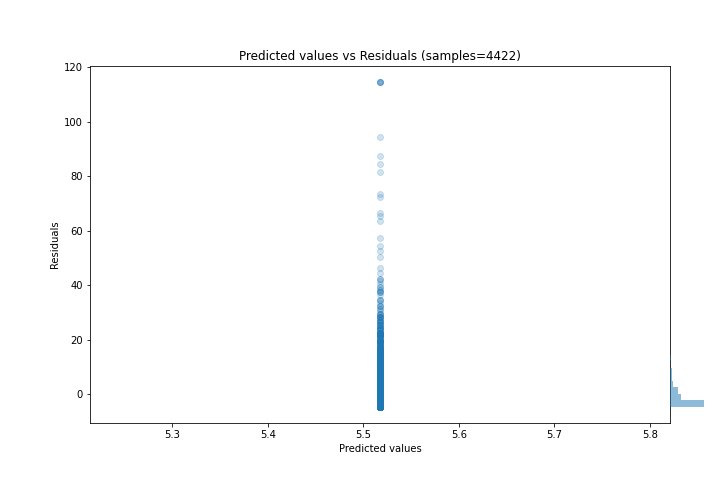 Predicted values vs Residuals (samples=4422)
120
100
80
60
40
20
0
Residuals
5.3 5.4 5.5 5.6 5.7 5.8
Predicted values